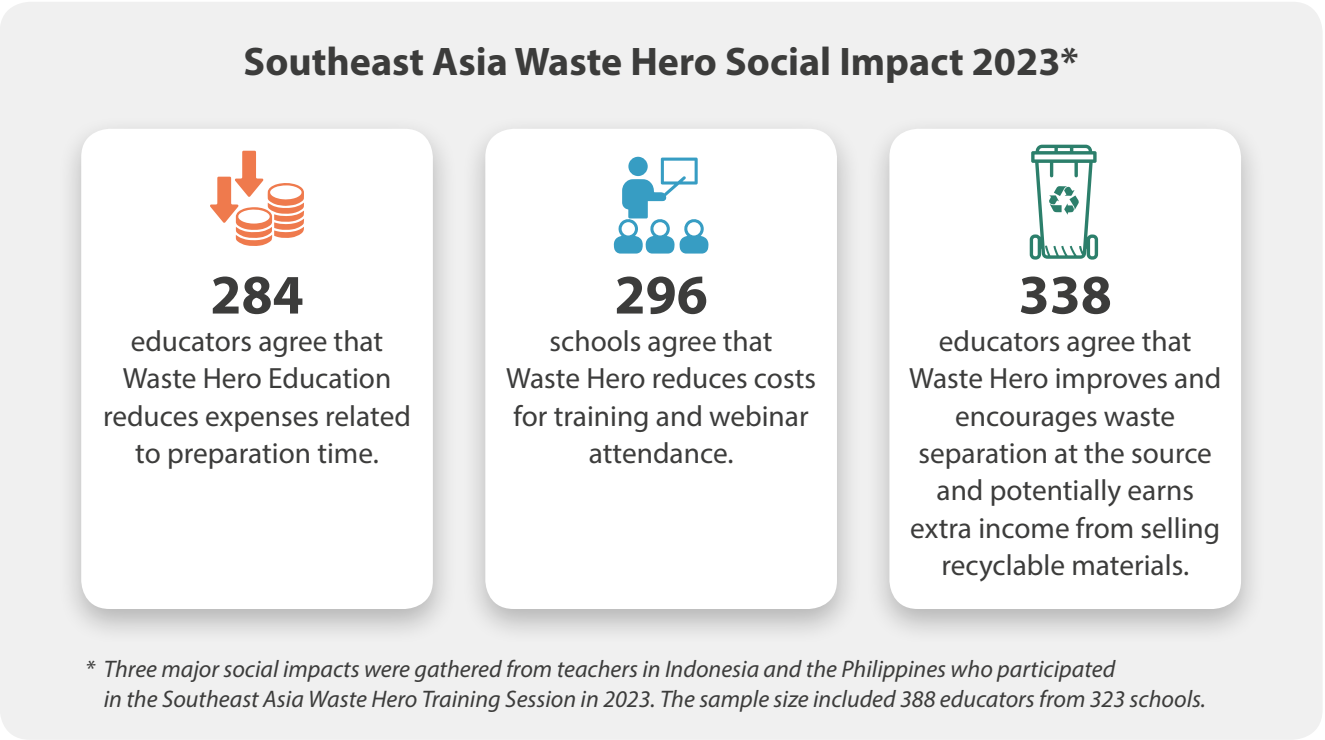 Southeast Asia Waste Hero Social Impact 2023*
284
educators agree that
Waste Hero Education
reduces expenses related
to preparation time.
296
schools agree that
Waste Hero reduces costs
for training and webinar
attendance.
338
educators agree that
Waste Hero improves and
encourages waste
separation at the source
and potentially earns
extra income from selling
recyclable materials.
* Three major social impacts were gathered from teachers in Indonesia and the Philippines who participated
in the Southeast Asia Waste Hero Training Session in 2023. The sample size included 388 educators from 323 schools.